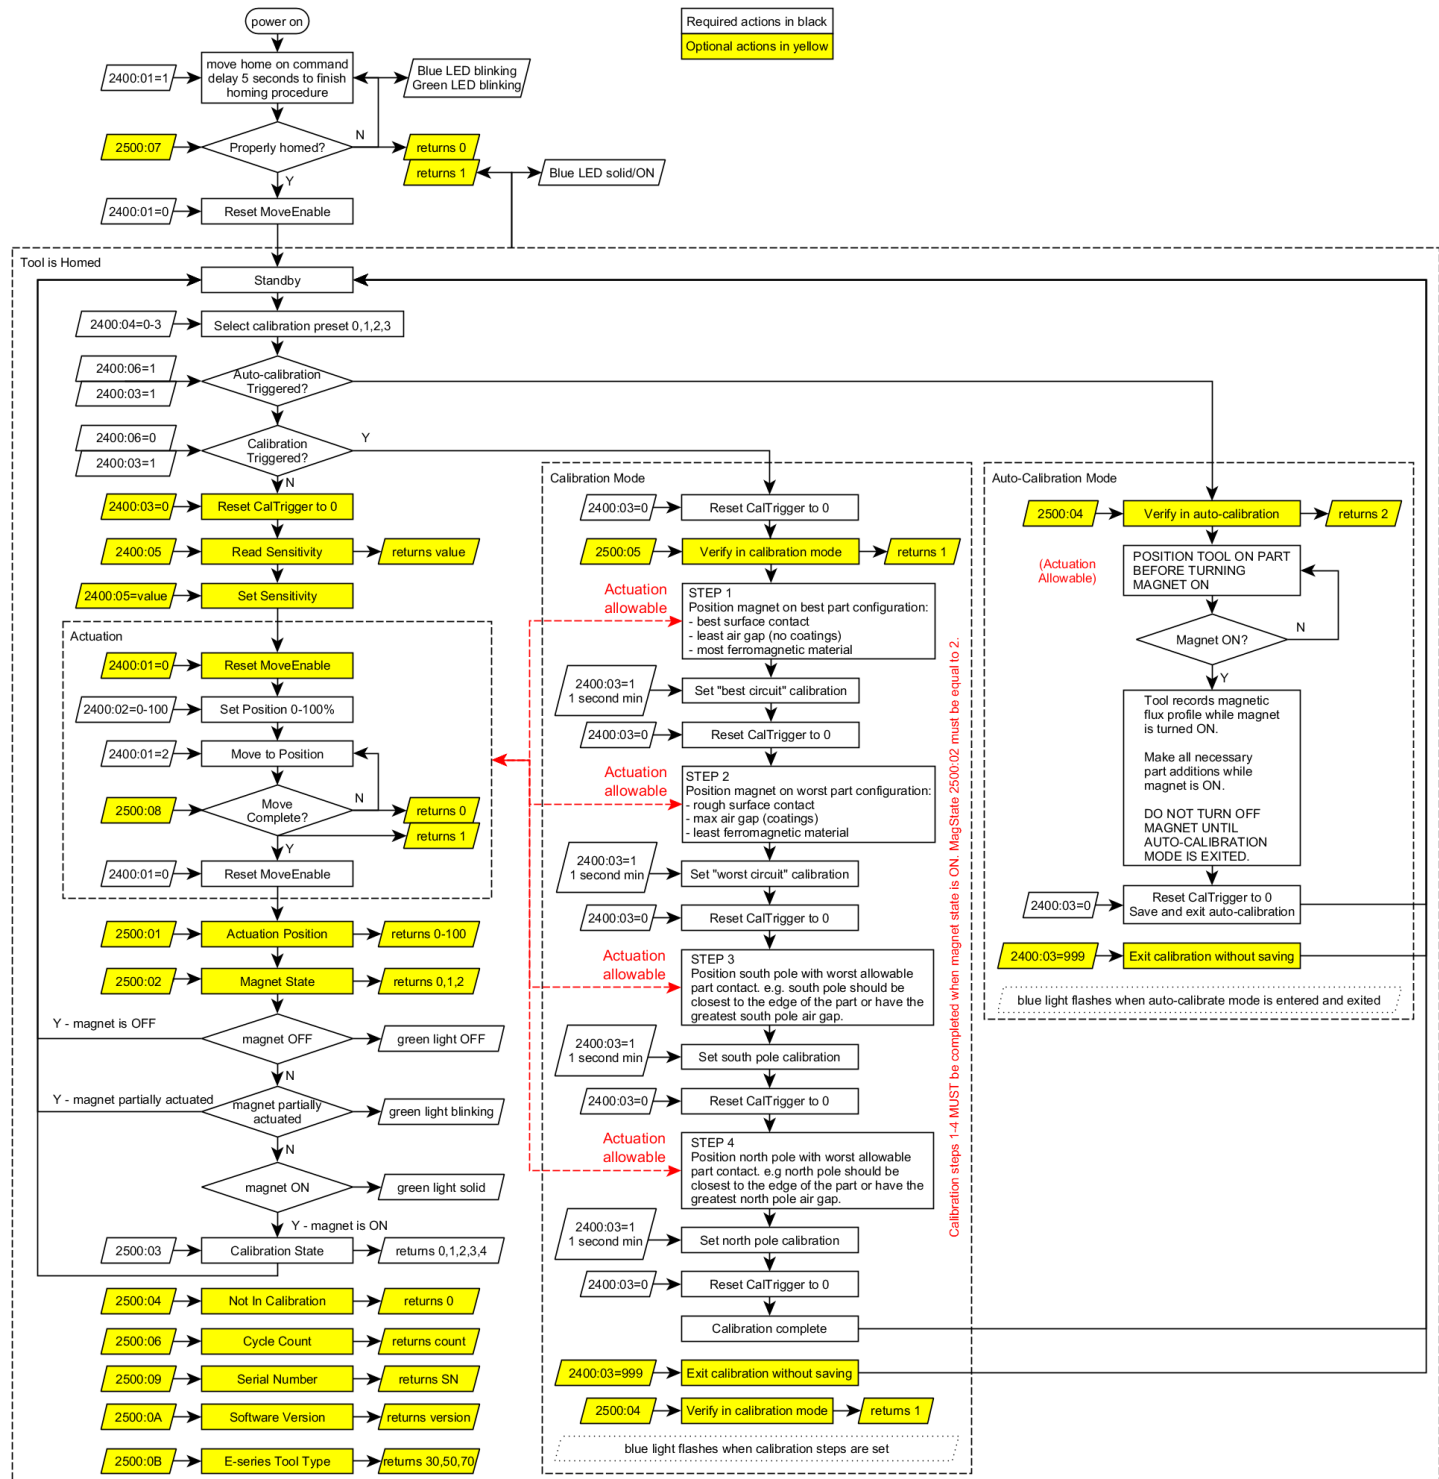 power on
Required actions in black
Optional actions in yellow
2400:01=1
move home on command
delay 5 seconds to finish
homing procedure
Blue LED blinking
Green LED blinking
2500:07
Properly homed?
N
returns 0
returns 1
Blue LED solid/ON
Y
2400:01=0
Reset MoveEnable
Tool is Homed
Standby
2400:04=0-3
Select calibration preset 0,1,2,3
2400:06=1
2400:03=1
Auto-calibration
Triggered?
2400:06=0
2400:03=1
Calibration
Triggered?
Y
N
2400:03=0
Reset CalTrigger to 0
2400:05
Read Sensitivity
returns value
2400:05=value
Set Sensitivity
Actuation
2400:01=0
Reset MoveEnable
2400:02=0-100
Set Position 0-100%
2400:01=2
Move to Position
2500:08
Move
Complete?
N
returns 0
returns 1
Y
2400:01=0
Reset MoveEnable
2500:01
Actuation Position
returns 0-100
2500:02
Magnet State
returns 0,1,2
Y - magnet is OFF
magnet OFF
green light OFF
N
Y - magnet partially actuated
magnet partially
actuated
green light blinking
N
magnet ON
green light solid
Y - magnet is ON
2500:03
Calibration State
returns 0,1,2,3,4
2500:04
Not In Calibration
returns 0
2500:06
Cycle Count
returns count
2500:09
Serial Number
returns SN
2500:0A
Software Version
returns version
2500:0B
E-series Tool Type
returns 30,50,70
Calibration Mode
2400:03=0
Reset CalTrigger to 0
2500:05
Verify in calibration mode
returns 1
Actuation
allowable
STEP 1
Position magnet on best part configuration:
- best surface contact
- least air gap (no coatings)
- most ferromagnetic material
2400:03=1
1 second min
Set "best circuit" calibration
2400:03=0
Reset CalTrigger to 0
Actuation
allowable
STEP 2
Position magnet on worst part configuration:
- rough surface contact
- max air gap (coatings)
- least ferromagnetic material
2400:03=1
1 second min
Set "worst circuit" calibration
2400:03=0
Reset CalTrigger to 0
Actuation
allowable
STEP 3
Position south pole with worst allowable
part contact. e.g. south pole should be
closest to the edge of the part or have the
greatest south pole air gap.
2400:03=1
1 second min
Set south pole calibration
2400:03=0
Reset CalTrigger to 0
Actuation
allowable
STEP 4
Position north pole with worst allowable
part contact. e.g north pole should be
closest to the edge of the part or have the
greatest north pole air gap.
2400:03=1
1 second min
Set north pole calibration
2400:03=0
Reset CalTrigger to 0
Calibration complete
2400:03=999
Exit calibration without saving
2500:04
Verify in calibration mode
returns 1
blue light flashes when calibration steps are set
Calibration steps 1-4 MUST be completed when magnet state is ON. MagState 2500:02 must be equal to 2.
Auto-Calibration Mode
2500:04
Verify in auto-calibration
returns 2
(Actuation
Allowable)
POSITION TOOL ON PART
BEFORE TURNING
MAGNET ON
Magnet ON?
N
Y
Tool records magnetic
flux profile while magnet
is turned ON.
Make all necessary
part additions while
magnet is ON.
DO NOT TURN OFF
MAGNET UNTIL
AUTO-CALIBRATION
MODE IS EXITED.
2400:03=0
Reset CalTrigger to 0
Save and exit auto-calibration
2400:03=999
Exit calibration without saving
blue light flashes when auto-calibrate mode is entered and exited